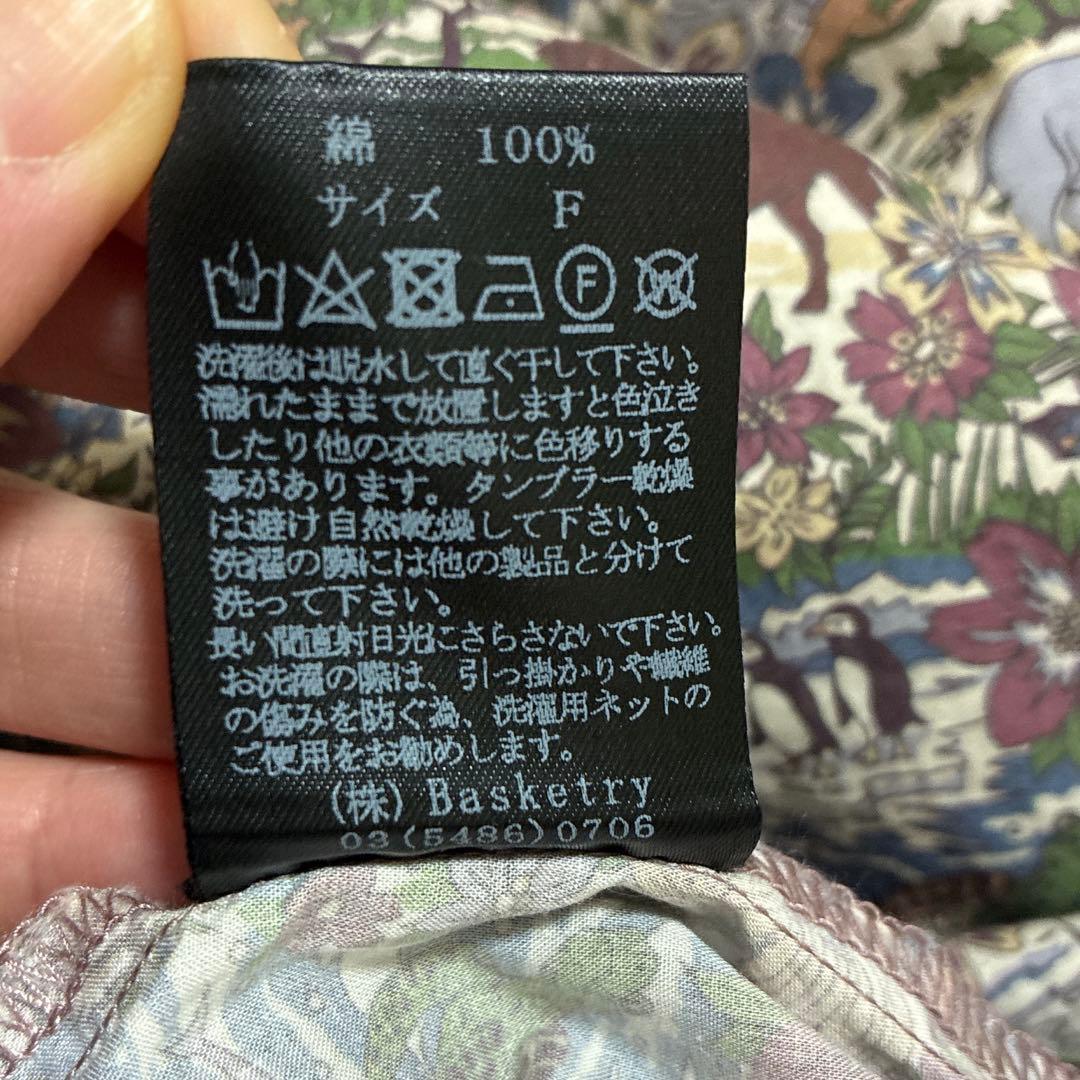 綿 100%
サイズ F
F
W
洗濯後は脱水して直ぐ干して下さい。
濡れたままで放置しますと色泣き
したり他の衣類等に色移りする
事があります。タンブラー乾燥
は避け自然乾燥して下さい。
洗濯の際には他の製品と分けて
洗って下さい。
長い間直射日光にさらさないで下さい。
お洗濯の際は、引っ掛かりや繊維
の傷みを防ぐ為、洗濯用ネットの
ご使用をお勧めします。
(株) Basketry
03(5486)0706